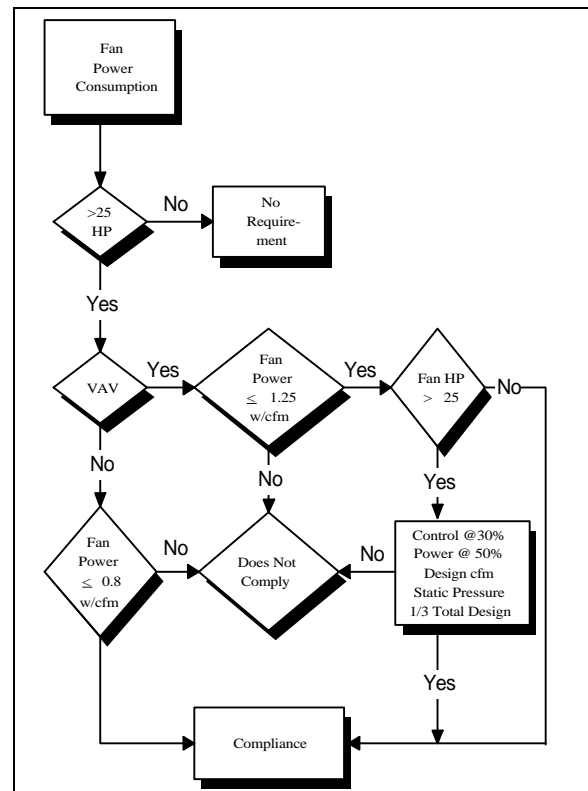 Fan
Power
Consumption
>25
HP
No
No
Require-
ment
Yes
VAV
Yes
Fan
Power
≤ 1.25
w/cfm
Yes
Fan HP
> 25
No
No
No
Yes
Fan
Power
≤ 0.8
w/cfm
No
Does Not
Comply
No
Control @30%
Power @ 50%
Design cfm
Static Pressure
1/3 Total Design
Yes
Compliance